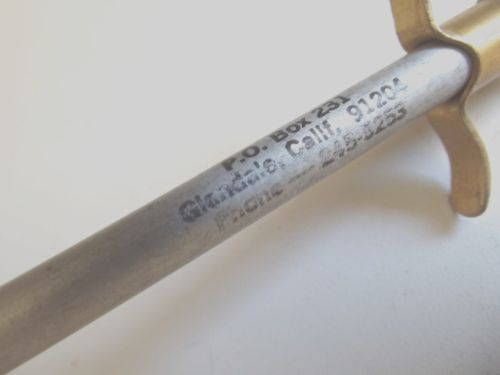 P.O. Box 231
Glendale, Calif. 91204
Phone 245-3253